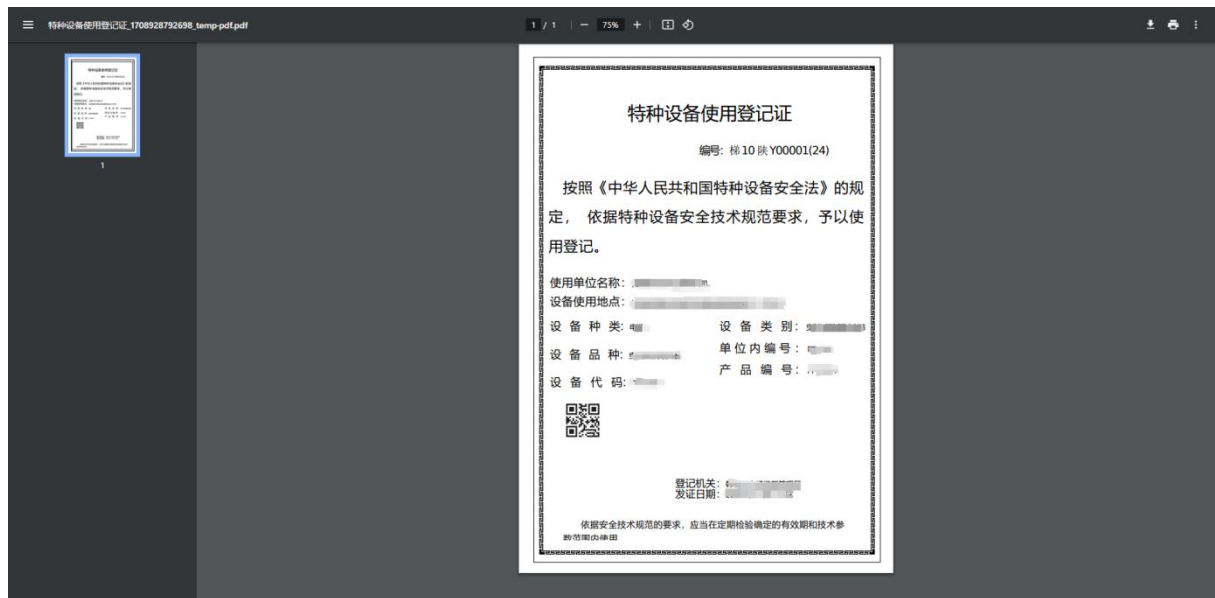 特种设备使用登记证_1708928792698_temp-pdf.pdf
1 / 1
75%
1
特种设备使用登记证
编号: 梯10陕Y00001(24)
按照《中华人民共和国特种设备安全法》的规
定， 依据特种设备安全技术规范要求，予以使
用登记。
使用单位名称：
设备使用地点：
设 备 种 类:
设 备 类 别:
设 备 品 种:
单位内编号：
产 品 编 号:
设 备 代 码:
登记机关：
发证日期：
依据安全技术规范的要求，应当在定期检验确定的有效期和技术参
数范围内使用